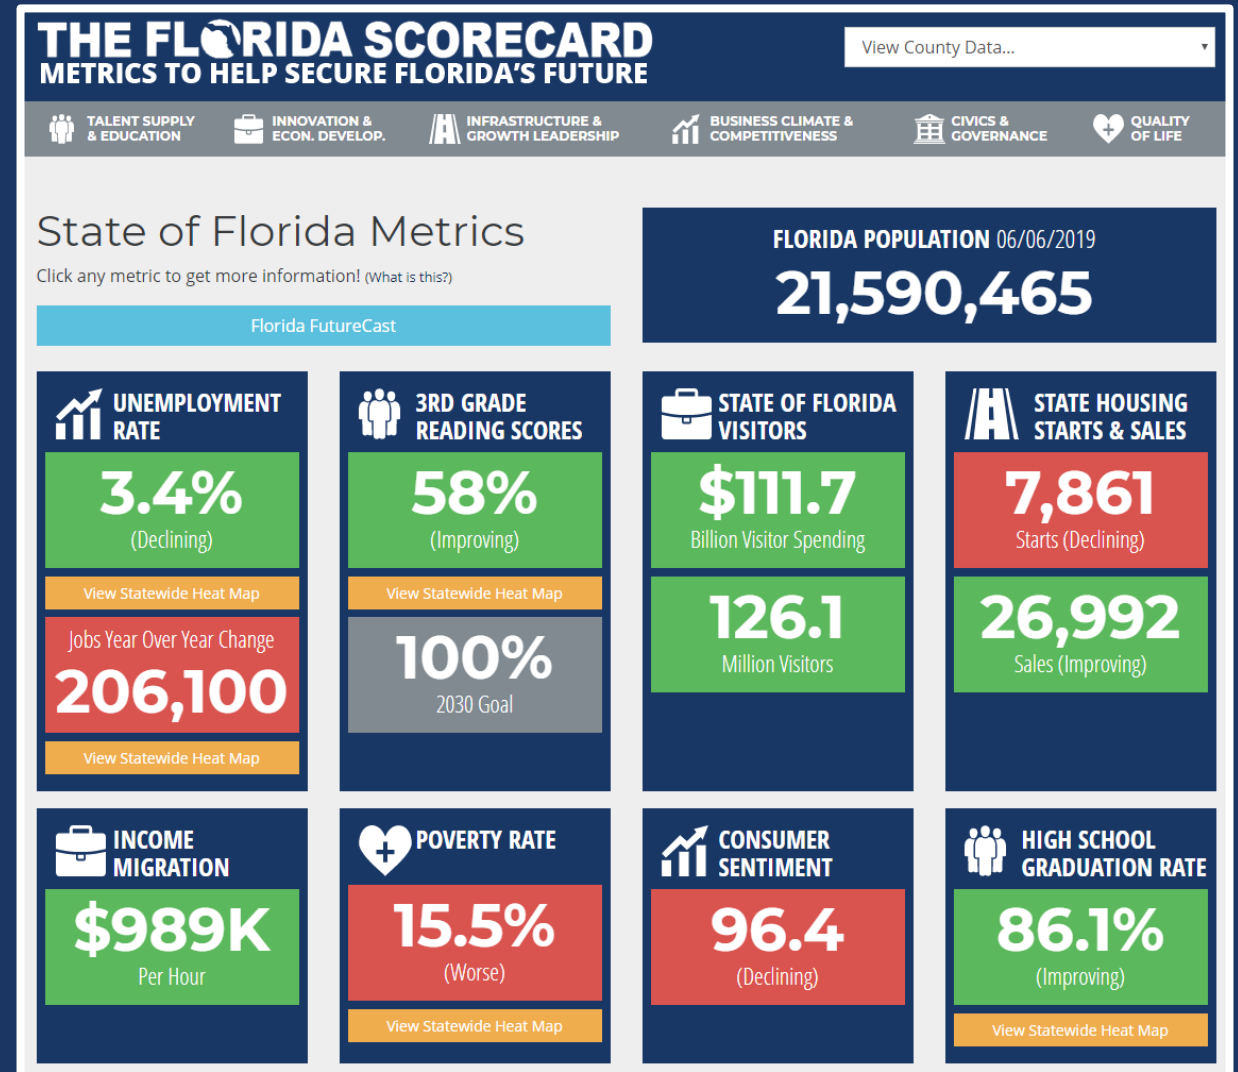 THE FLORIDA SCORECARD
METRICS TO HELP SECURE FLORIDA'S FUTURE
View County Data...
TALENT SUPPLY
& EDUCATION
INNOVATION &
ECON. DEVELOP.
INFRASTRUCTURE &
GROWTH LEADERSHIP
BUSINESS CLIMATE &
COMPETITIVENESS
CIVICS &
GOVERNANCE
QUALITY
OF LIFE
State of Florida Metrics
Click any metric to get more information! (What is this?)
Florida FutureCast
FLORIDA POPULATION 06/06/2019
21,590,465
UNEMPLOYMENT
RATE
3.4%
(Declining)
View Statewide Heat Map
Jobs Year Over Year Change
206,100
View Statewide Heat Map
3RD GRADE
READING SCORES
58%
(Improving)
View Statewide Heat Map
100%
2030 Goal
STATE OF FLORIDA
VISITORS
$111.7
Billion Visitor Spending
126.1
Million Visitors
STATE HOUSING
STARTS & SALES
7,861
Starts (Declining)
26,992
Sales (Improving)
INCOME
MIGRATION
$989K
Per Hour
POVERTY RATE
15.5%
(Worse)
View Statewide Heat Map
CONSUMER
SENTIMENT
96.4
(Declining)
HIGH SCHOOL
GRADUATION RATE
86.1%
(Improving)
View Statewide Heat Map